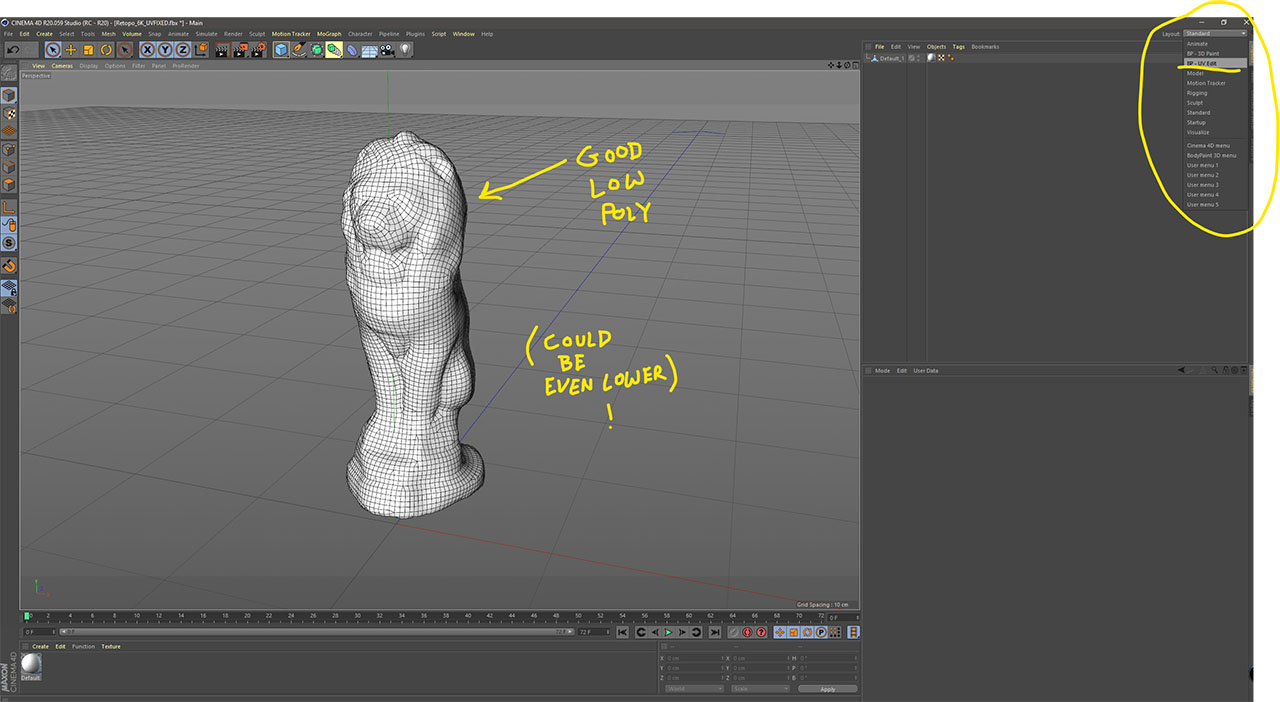 CINEMA 4D R20.059 Studio (RC - R20) - [Retopo_6K_UVFIXED.fbx *] - Main
File Edit Create Select Tools Mesh Volume Snap Animate Simulate Render Sculpt Motion Tracker MoGraph Character Pipeline Plugins Script Window Help
Layout: Standard
Animate
BP - 3D Paint
BP - UV Edit
Model
Motion Tracker
Rigging
Sculpt
Standard
Startup
Visualize
Cinema 4D menu
BodyPaint 3D menu
User menu 1
User menu 2
User menu 3
User menu 4
User menu 5
File Edit View Objects Tags Bookmarks
Default_1
View Cameras Display Options Filter Panel ProRender
Perspective
GOOD
LOW
POLY
(COULD
BE
EVEN LOWER)
!
Mode Edit User Data
Grid Spacing : 10 cm
0 2 4 6 8 10 12 14 16 18 20 22 24 26 28 30 32 34 36 38 40 42 44 46 48 50 52 54 56 58 60 62 64 66 68 70 72 0 F
0 F 72 F 72 F
Create Edit Function Texture
Default
X 0 cm X 0 cm H 0 °
Y 0 cm Y 0 cm P 0 °
Z 0 cm Z 0 cm B 0 °
World Scale Apply
MAXON
CINEMA 4D